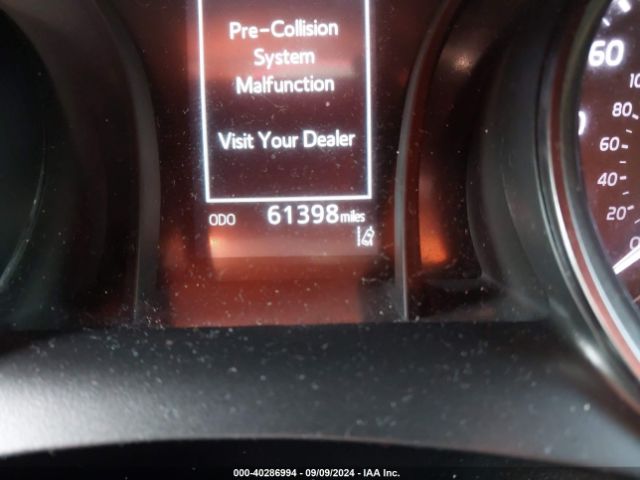 Pre-Collision
System
Malfunction
Visit Your Dealer
ODO 61398 miles
60
80
60
40
20
0
000-40286994 - 09/09/2024 - IAA Inc.